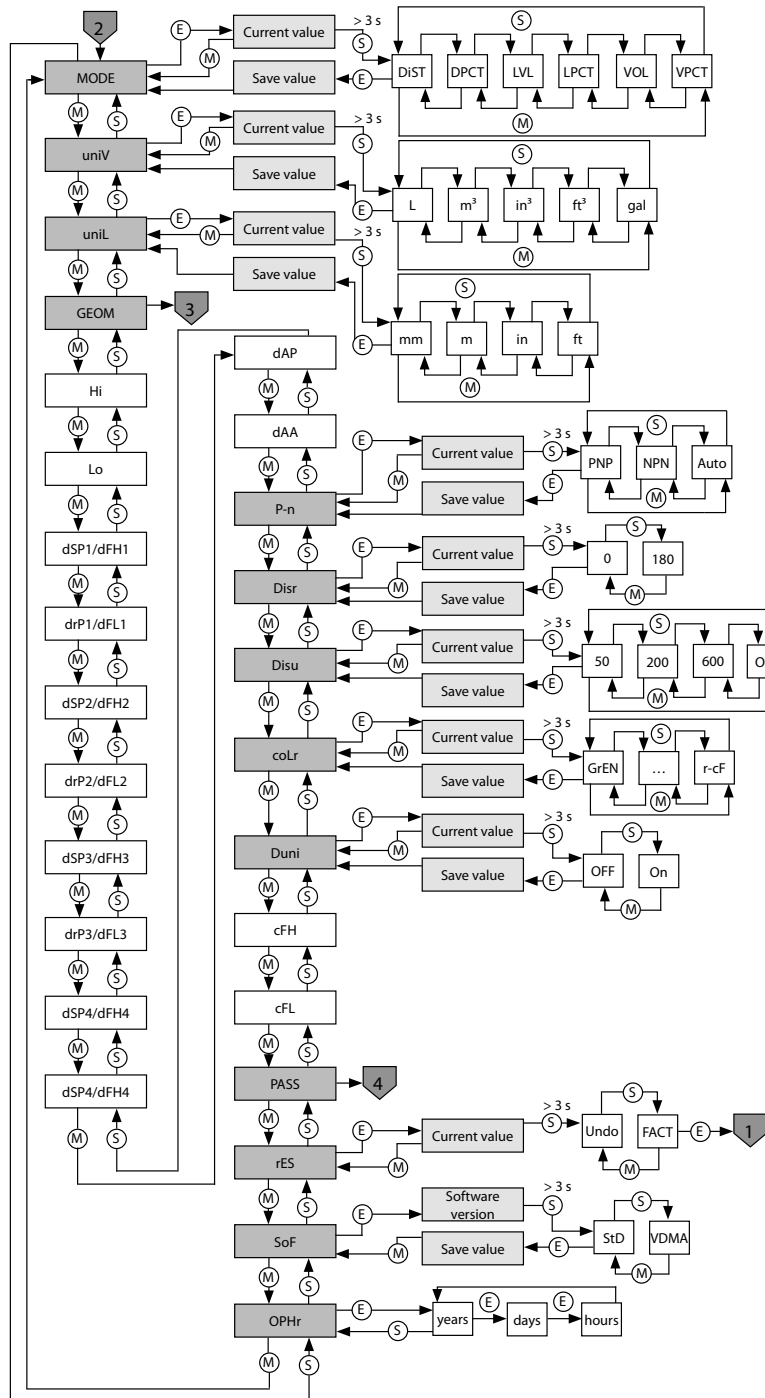 2
MODE
E
M
Current value
Save value
> 3 s
S
E
DiST
DPCT
LVL
LPCT
VOL
VPCT
S
M
M
S
uniV
E
M
Current value
Save value
> 3 s
S
E
L
m³
in³
ft³
gal
S
M
M
S
uniL
E
M
Current value
Save value
> 3 s
S
E
mm
m
in
ft
S
M
M
S
GEOM
3
M
S
Hi
M
S
Lo
M
S
dSP1/dFH1
M
S
drP1/dFL1
M
S
dSP2/dFH2
M
S
drP2/dFL2
M
S
dSP3/dFH3
M
S
drP3/dFL3
M
S
dSP4/dFH4
M
S
dSP4/dFH4
M
S
dAP
M
S
dAA
M
S
P-n
E
M
Current value
Save value
> 3 s
S
E
PNP
NPN
Auto
S
M
M
S
Disr
E
M
Current value
Save value
> 3 s
S
E
0
180
S
M
M
S
Disu
E
M
Current value
Save value
> 3 s
S
E
50
200
600
S
M
M
S
coLr
E
M
Current value
Save value
> 3 s
S
E
GrEN
...
r-cF
S
M
M
S
Duni
E
M
Current value
Save value
> 3 s
S
E
OFF
On
S
M
M
S
cFH
M
S
cFL
M
S
PASS
4
M
S
rES
E
M
Current value
> 3 s
S
Undo
FACT
S
M
E
1
M
S
SoF
E
M
Software
version
Save value
> 3 s
S
E
StD
VDMA
S
M
M
S
OPHr
E
S
years
E
days
E
hours
M
S